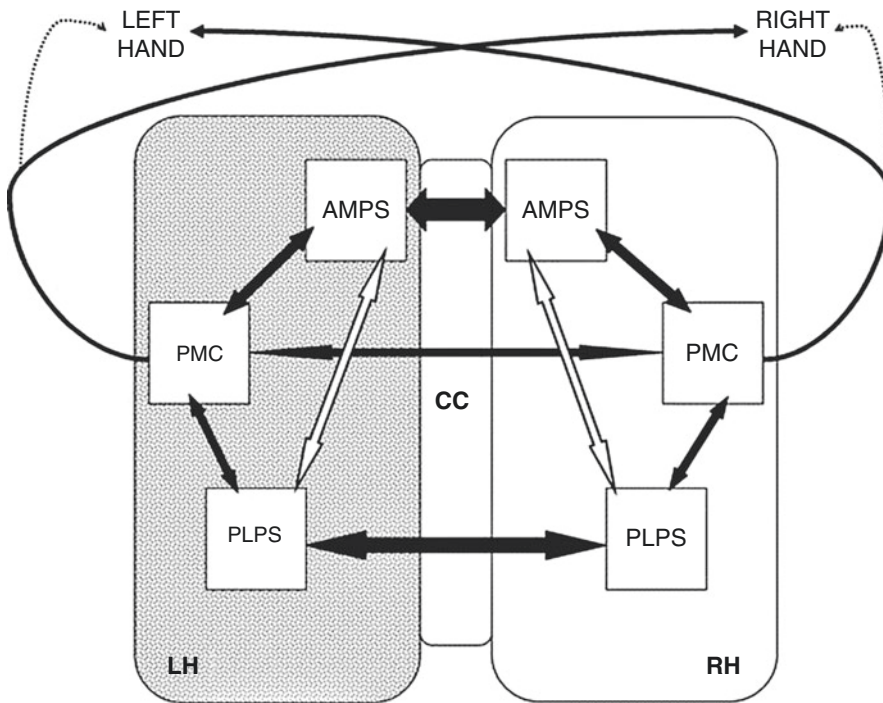 LEFT
HAND
RIGHT
HAND
AMPS
AMPS
PMC
PMC
CC
PLPS
PLPS
LH
RH